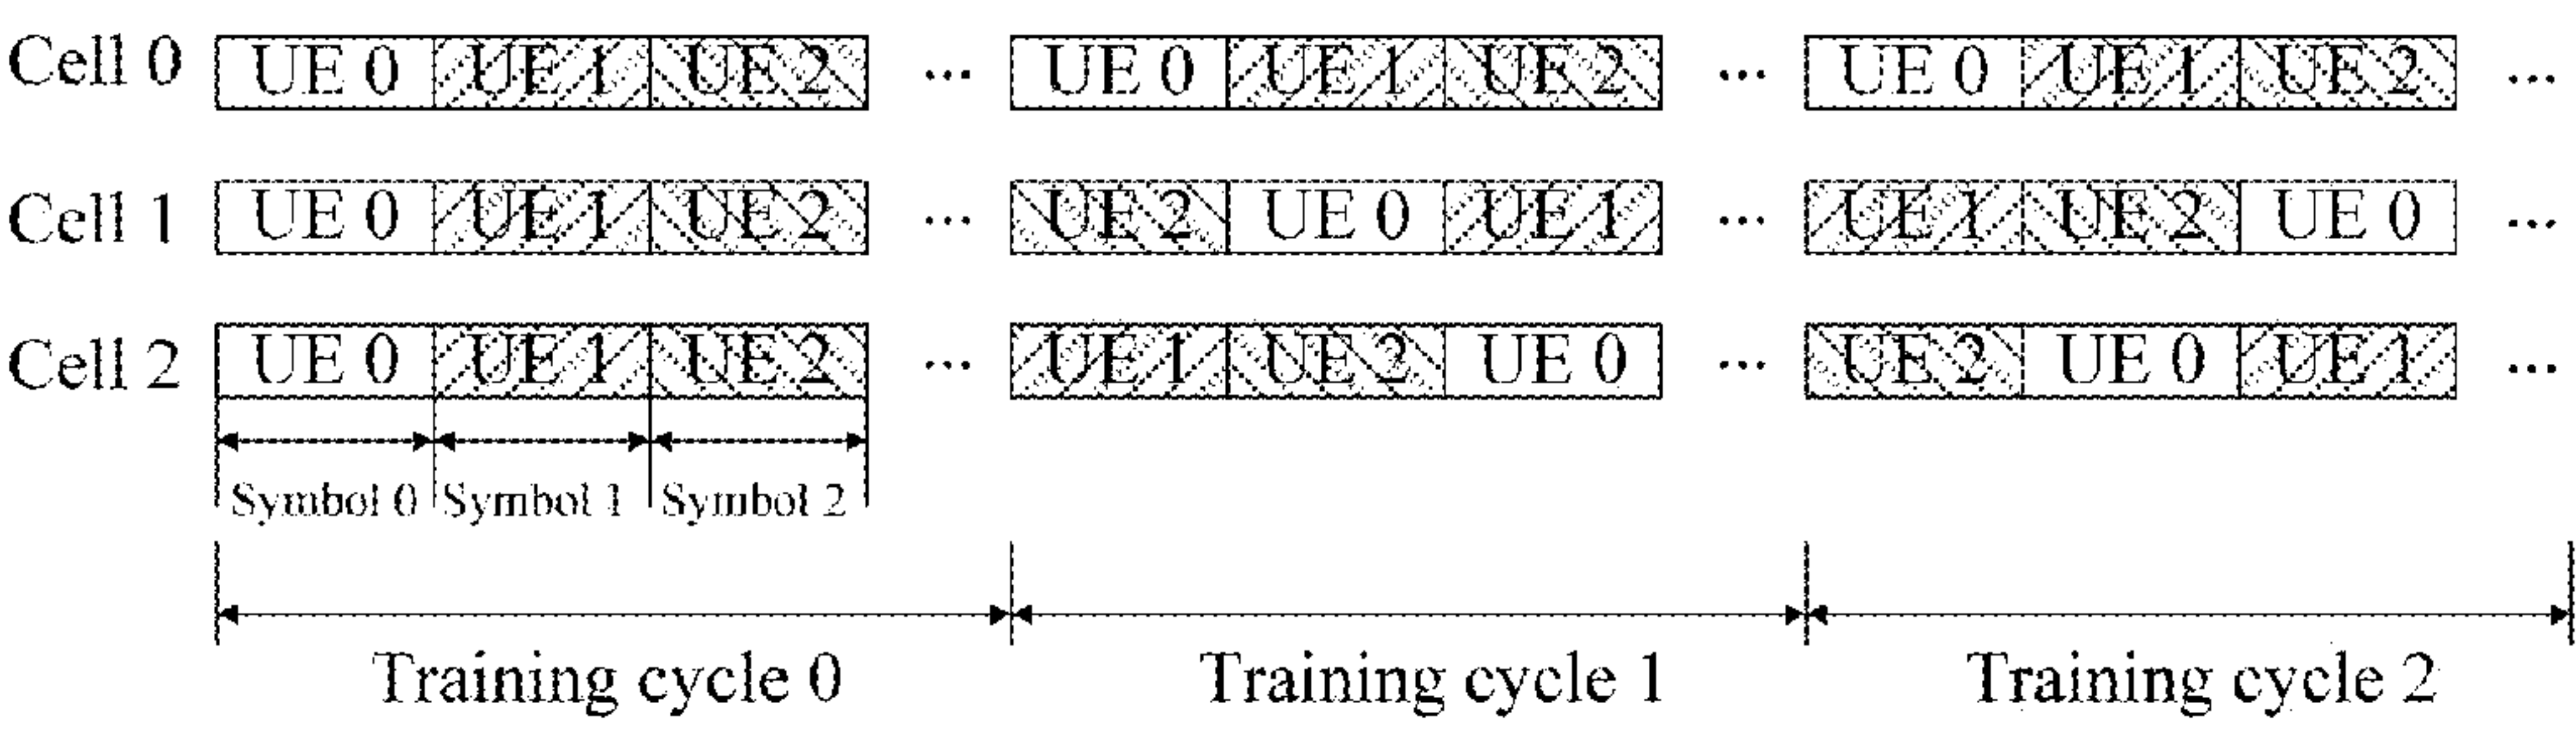 Cell 0 UE 0 UE 1 UE 2 ... UE 0 UE 1 UE 2 ... UE 0 UE 1 UE 2 ...
Cell 1 UE 0 UE 1 UE 2 ... UE 2 UE 0 UE 1 ... UE 1 UE 2 UE 0 ...
Cell 2 UE 0 UE 1 UE 2 ... UE 1 UE 2 UE 0 ... UE 2 UE 0 UE 1 ...
Symbol 0 Symbol 1 Symbol 2
Training cycle 0 Training cycle 1 Training cycle 2